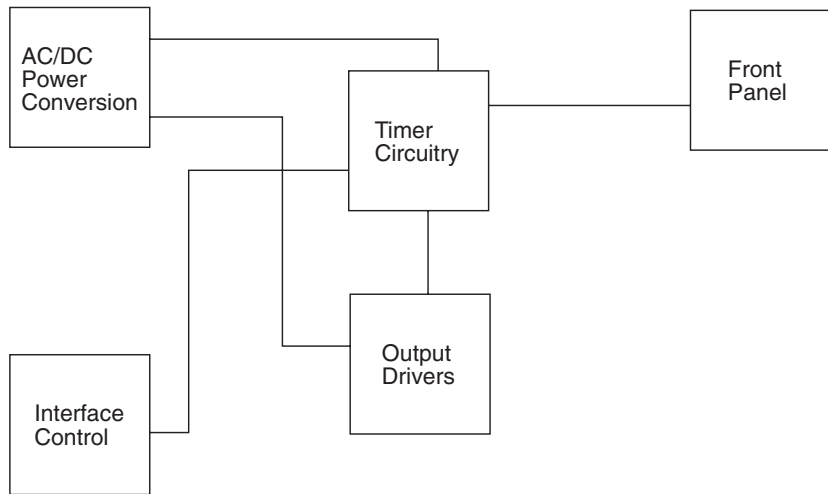 AC/DC
Power
Conversion
Timer
Circuitry
Front
Panel
Output
Drivers
Interface
Control